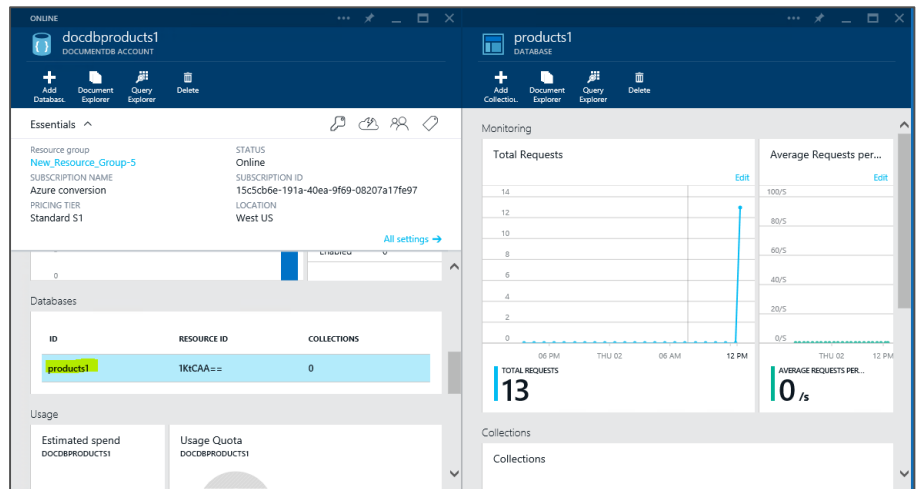 ONLINE
docdbproducts1
DOCUMENTDB ACCOUNT
Add Databas
Document Explorer
Query Explorer
Delete
Essentials
Resource group
New_Resource_Group-5
STATUS
Online
SUBSCRIPTION NAME
Azure conversion
SUBSCRIPTION ID
15c5cb6e-191a-40ea-9f69-08207a17fe97
PRICING TIER
Standard S1
LOCATION
West US
All settings →
Enabled 0
0
Databases
ID RESOURCE ID COLLECTIONS
products1 1KtCAA== 0
Usage
Estimated spend
DOCDBPRODUCTS1
Usage Quota
DOCDBPRODUCTS1
products1
DATABASE
Add Collection
Document Explorer
Query Explorer
Delete
Monitoring
Total Requests
Edit
14
12
10
8
6
4
2
0
06 PM THU 02 06 AM 12 PM
TOTAL REQUESTS
13
Average Requests per...
Edit
100/S
80/S
60/S
40/S
20/S
0/S
THU 02 12 PM
AVERAGE REQUESTS PER...
0 /s
Collections
Collections